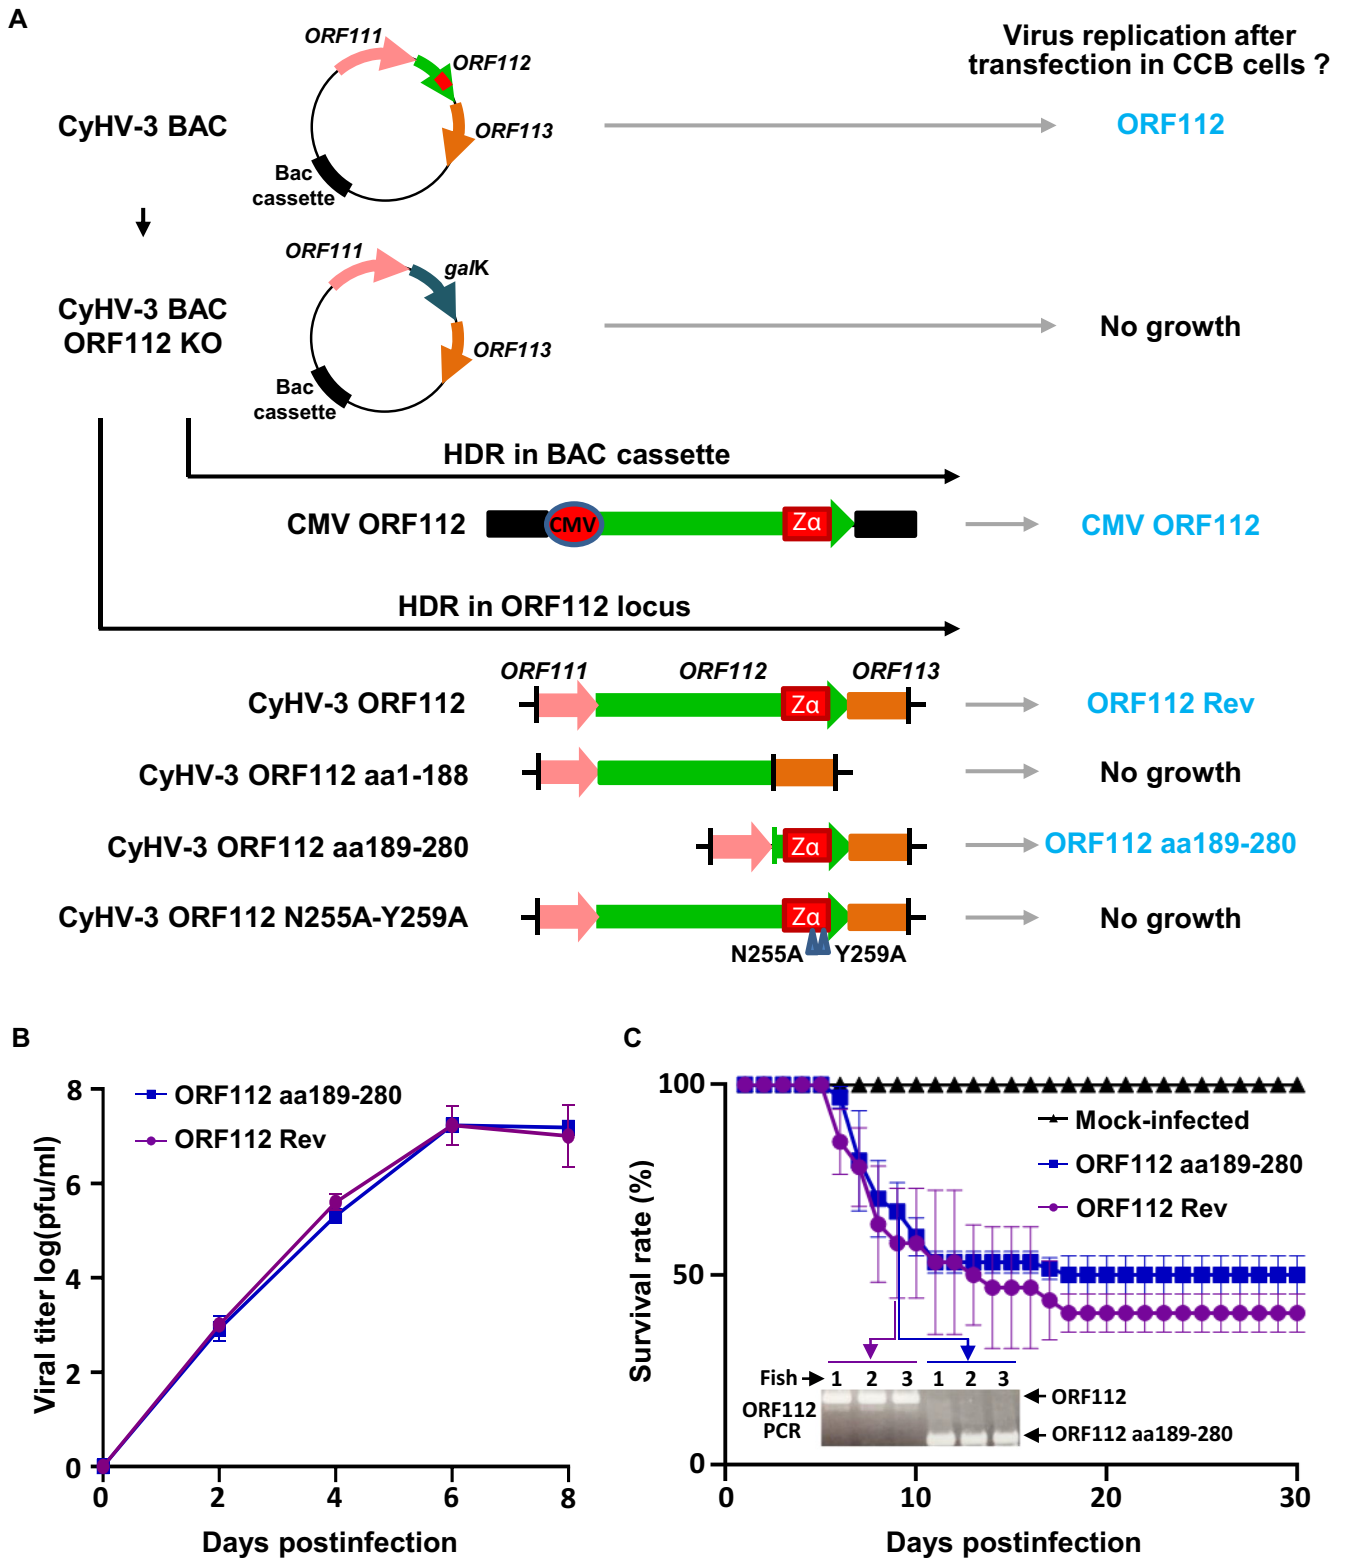 A
Virus replication after
transfection in CCB cells ?
ORF111
ORF112
CyHV-3 BAC
ORF113
ORF112
Bac
cassette
ORF111
galK
CyHV-3 BAC
ORF112 KO
No growth
ORF113
Bac
cassette
HDR in BAC cassette
CMV ORF112
CMV
Zα
CMV ORF112
HDR in ORF112 locus
ORF111
ORF112
ORF113
CyHV-3 ORF112
Zα
ORF112 Rev
CyHV-3 ORF112 aa1-188
No growth
CyHV-3 ORF112 aa189-280
Zα
ORF112 aa189-280
CyHV-3 ORF112 N255A-Y259A
Zα
No growth
N255A
Y259A
B
8
6
4
2
0
Viral titer log(pfu/ml)
ORF112 aa189-280
ORF112 Rev
0 2 4 6 8
Days postinfection
C
100
50
0
Survival rate (%)
Mock-infected
ORF112 aa189-280
ORF112 Rev
Fish
1 2 3 1 2 3
ORF112
PCR
ORF112
ORF112 aa189-280
0 10 20 30
Days postinfection